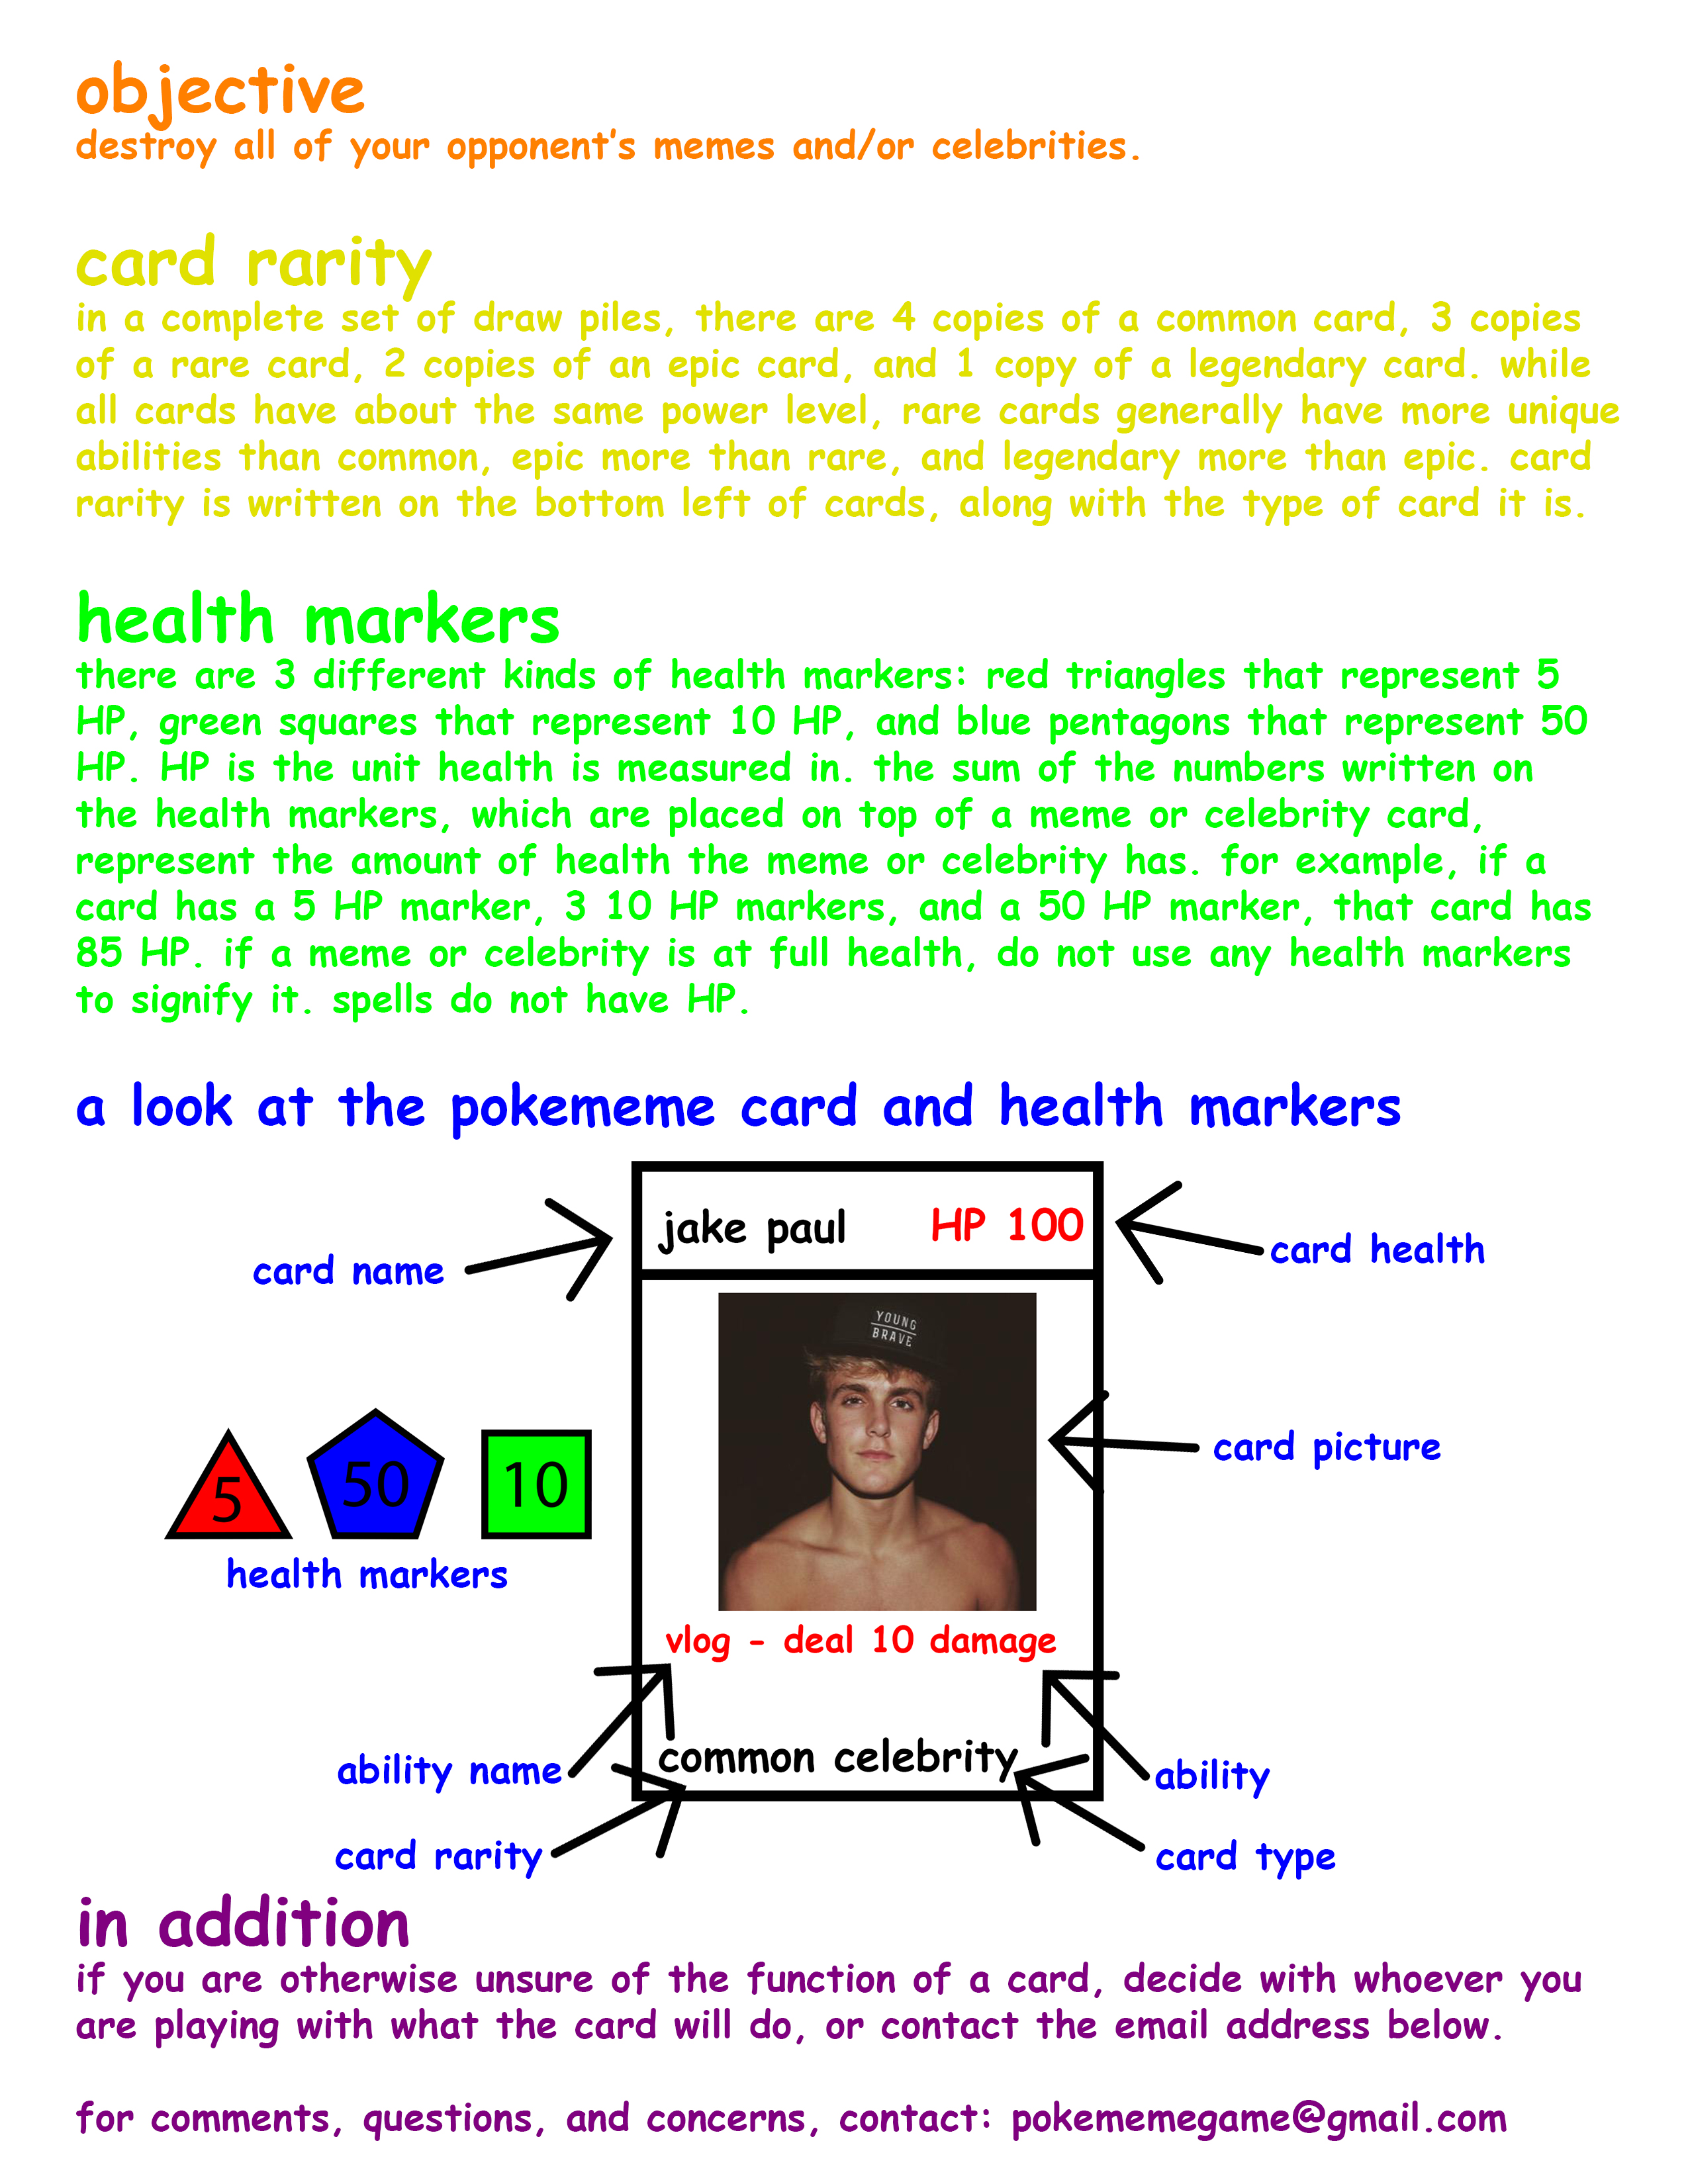 objective
destroy all of your opponent's memes and/or celebrities.
card rarity
in a complete set of draw piles, there are 4 copies of a common card, 3 copies
of a rare card, 2 copies of an epic card, and 1 copy of a legendary card. while
all cards have about the same power level, rare cards generally have more unique
abilities than common, epic more than rare, and legendary more than epic. card
rarity is written on the bottom left of cards, along with the type of card it is.
health markers
there are 3 different kinds of health markers: red triangles that represent 5
HP, green squares that represent 10 HP, and blue pentagons that represent 50
HP. HP is the unit health is measured in. the sum of the numbers written on
the health markers, which are placed on top of a meme or celebrity card,
represent the amount of health the meme or celebrity has. for example, if a
card has a 5 HP marker, 3 10 HP markers, and a 50 HP marker, that card has
85 HP. if a meme or celebrity is at full health, do not use any health markers
to signify it. spells do not have HP.
a look at the pokememe card and health markers
jake paul HP 100
card name
card health
YOUNG
BRAVE
card picture
5 50 10
health markers
vlog - deal 10 damage
common celebrity
ability name
ability
card rarity
card type
in addition
if you are otherwise unsure of the function of a card, decide with whoever you
are playing with what the card will do, or contact the email address below.
for comments, questions, and concerns, contact: pokememegame@gmail.com